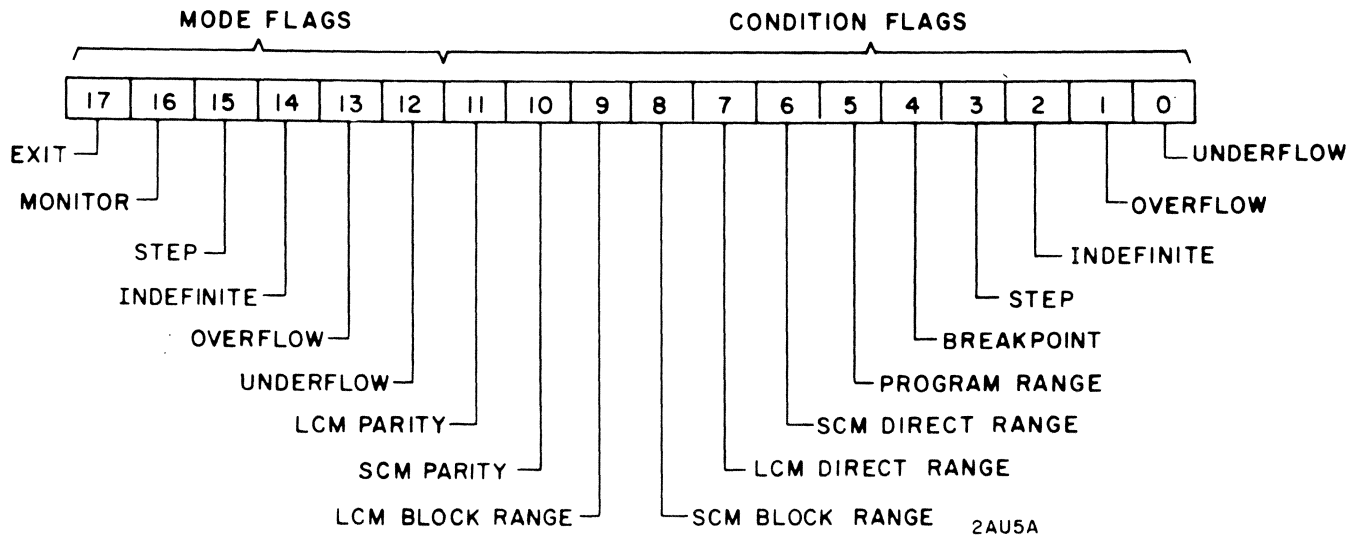 MODE FLAGS
CONDITION FLAGS
17 16 15 14 13 12 11 10 9 8 7 6 5 4 3 2 1 0
EXIT
UNDERFLOW
MONITOR
OVERFLOW
STEP
INDEFINITE
INDEFINITE
STEP
OVERFLOW
BREAKPOINT
UNDERFLOW
PROGRAM RANGE
LCM PARITY
SCM DIRECT RANGE
SCM PARITY
LCM DIRECT RANGE
LCM BLOCK RANGE
SCM BLOCK RANGE
2AU5A